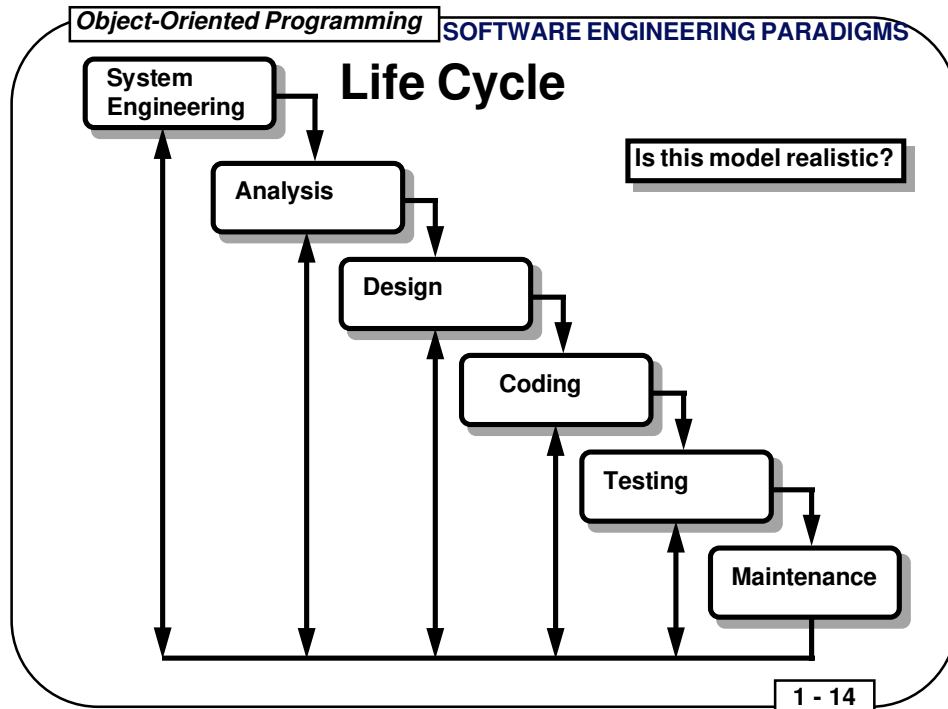 Object-Oriented Programming
SOFTWARE ENGINEERING PARADIGMS
Life Cycle
System
Engineering
Is this model realistic?
Analysis
Design
Coding
Testing
Maintenance
1 - 14